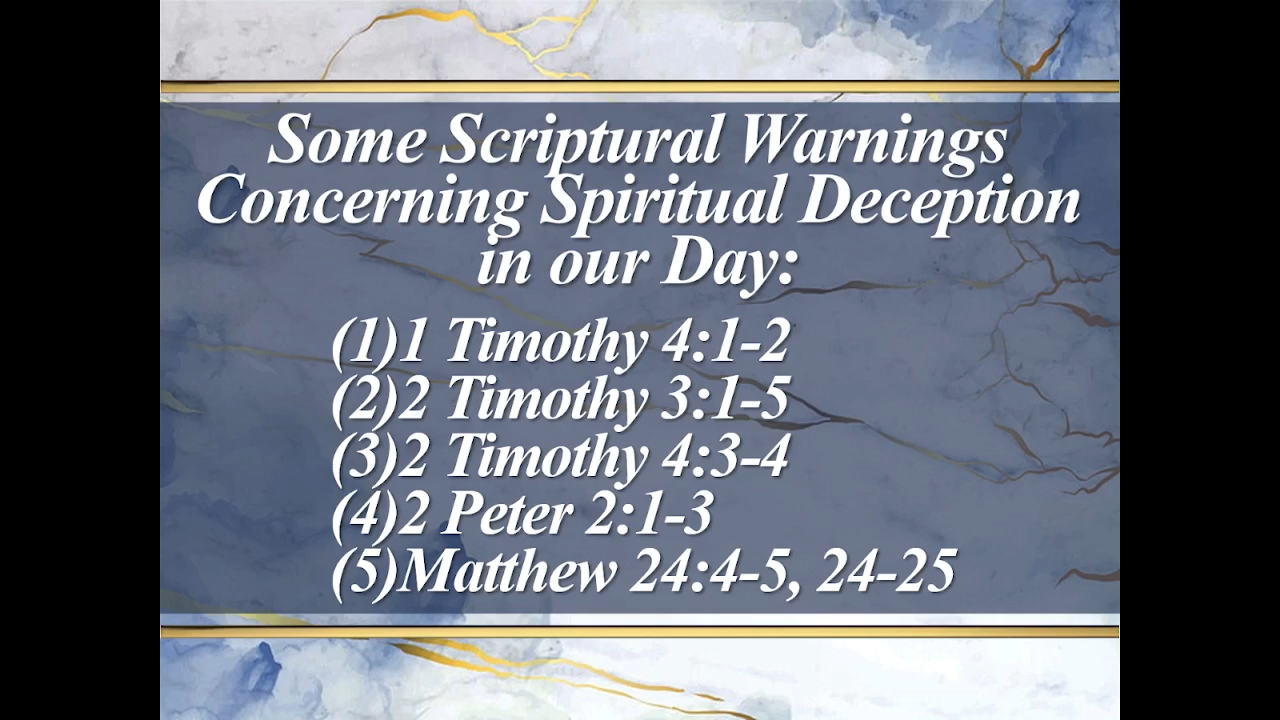 Some Scriptural Warnings
Concerning Spiritual Deception
in our Day:
(1)1 Timothy 4:1-2
(2)2 Timothy 3:1-5
(3)2 Timothy 4:3-4
(4)2 Peter 2:1-3
(5)Matthew 24:4-5, 24-25